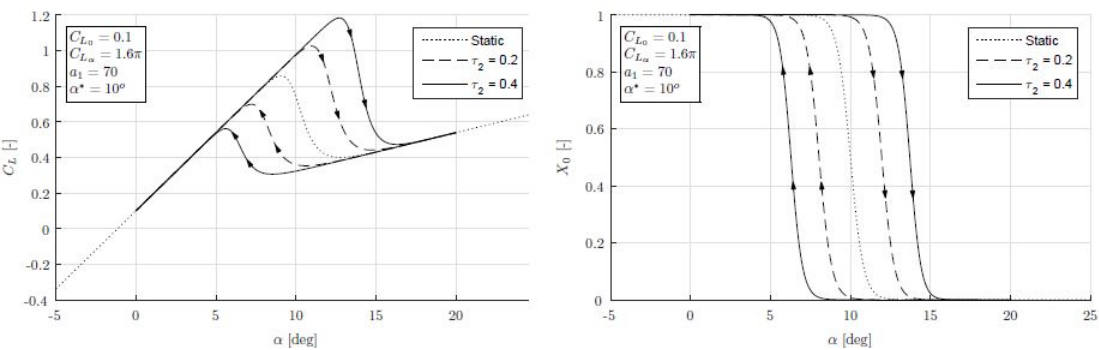 1.2
1
0.8
0.6
0.4
0.2
0
-0.2
-0.4
C_L [-]
C_{L_0} = 0.1
C_{L_α} = 1.6π
a_1 = 70
α* = 10°
Static
τ_2 = 0.2
τ_2 = 0.4
-5 0 5 10 15 20
α [deg]
1
0.8
0.6
0.4
0.2
0
X_0 [-]
C_{L_0} = 0.1
C_{L_α} = 1.6π
a_1 = 70
α* = 10°
Static
τ_2 = 0.2
τ_2 = 0.4
-5 0 5 10 15 20 25
α [deg]